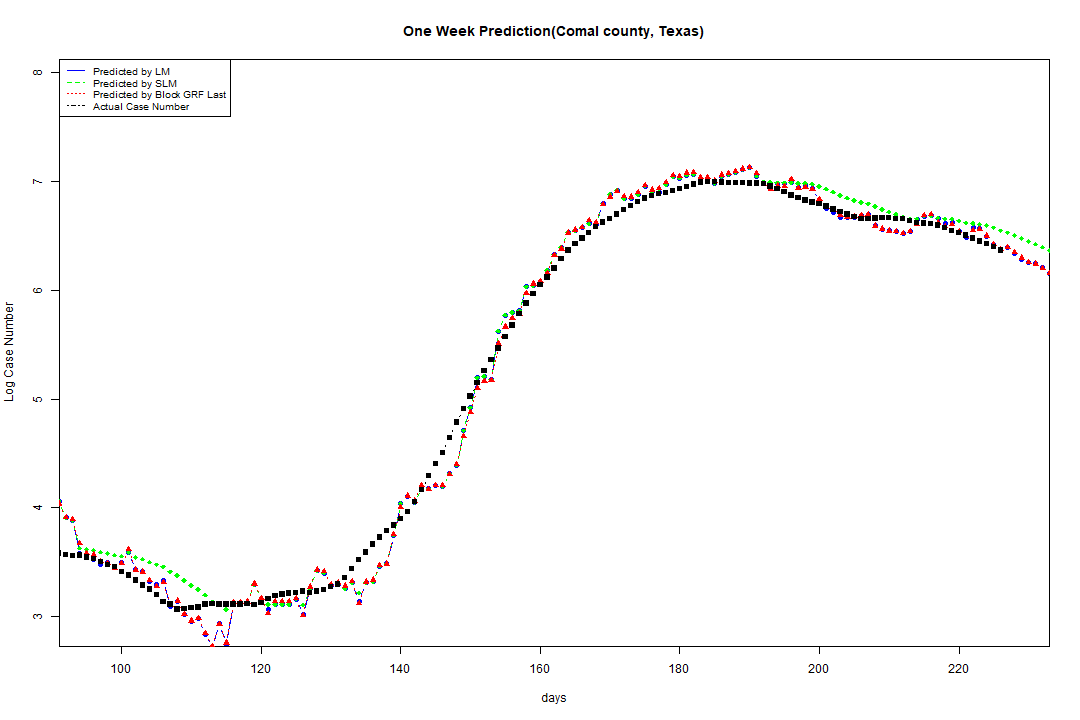 One Week Prediction(Comal county, Texas)
8
Predicted by LM
Predicted by SLM
Predicted by Block GRF Last
Actual Case Number
7
6
5
4
3
Log Case Number
100 120 140 160 180 200 220
days